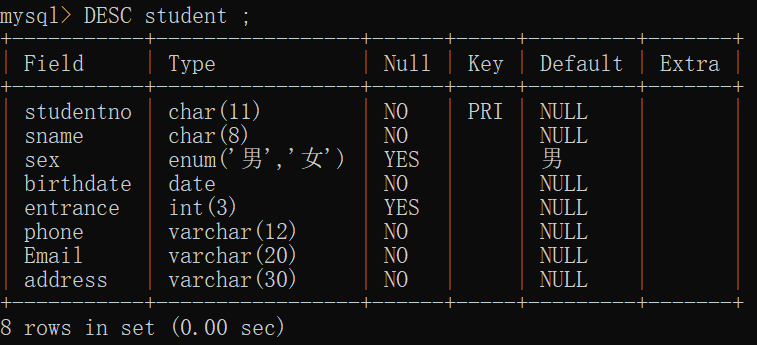 mysql> DESC student ;
+-----------+----------------+------+-----+---------+-------+
| Field | Type | Null | Key | Default | Extra |
+-----------+----------------+------+-----+---------+-------+
| studentno | char(11) | NO | PRI | NULL | |
| sname | char(8) | NO | | NULL | |
| sex | enum('男','女') | YES | | 男 | |
| birthdate | date | NO | | NULL | |
| entrance | int(3) | YES | | NULL | |
| phone | varchar(12) | NO | | NULL | |
| Email | varchar(20) | NO | | NULL | |
| address | varchar(30) | NO | | NULL | |
+-----------+----------------+------+-----+---------+-------+
8 rows in set (0.00 sec)